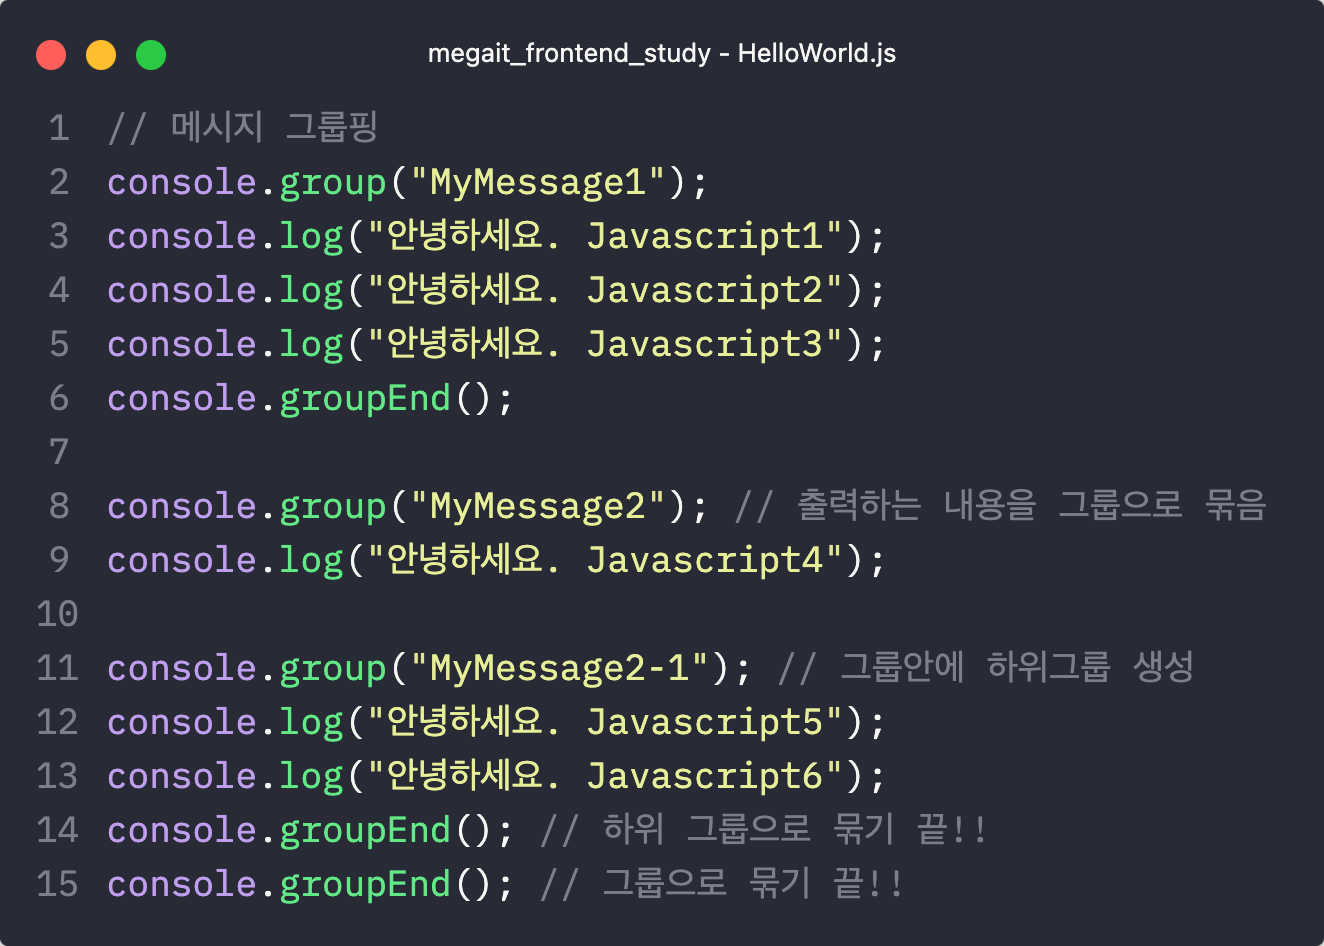 megait_frontend_study - HelloWorld.js
1 // 메시지 그룹핑
2 console.group("MyMessage1");
3 console.log("안녕하세요. Javascript1");
4 console.log("안녕하세요. Javascript2");
5 console.log("안녕하세요. Javascript3");
6 console.groupEnd();
7
8 console.group("MyMessage2"); // 출력하는 내용을 그룹으로 묶음
9 console.log("안녕하세요. Javascript4");
10
11 console.group("MyMessage2-1"); // 그룹안에 하위그룹 생성
12 console.log("안녕하세요. Javascript5");
13 console.log("안녕하세요. Javascript6");
14 console.groupEnd(); // 하위 그룹으로 묶기 끝!!
15 console.groupEnd(); // 그룹으로 묶기 끝!!